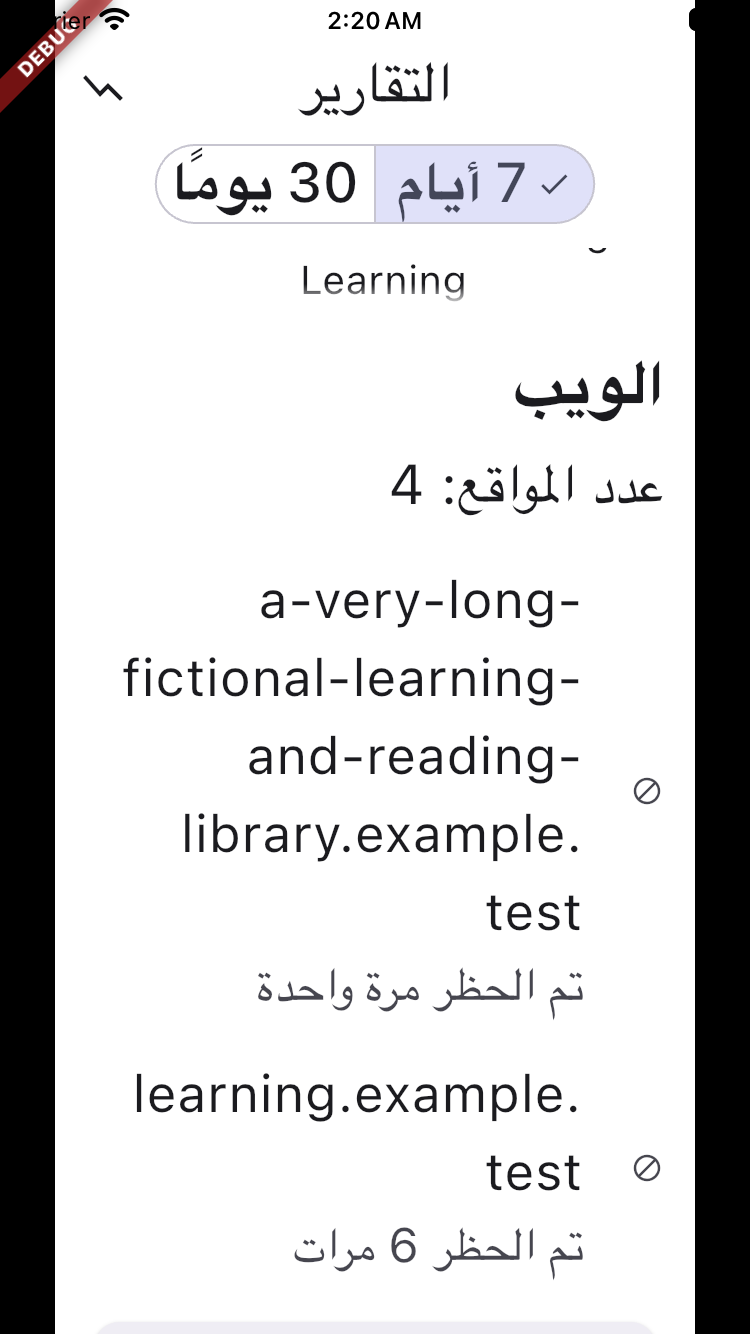 2:20 AM
DEBUG
التقارير
7 أيام
30 يومًا
Learning
الويب
عدد المواقع: 4
a-very-long-
fictional-learning-
and-reading-
library.example.
test
تم الحظر مرة واحدة
learning.example.
test
تم الحظر 6 مرات